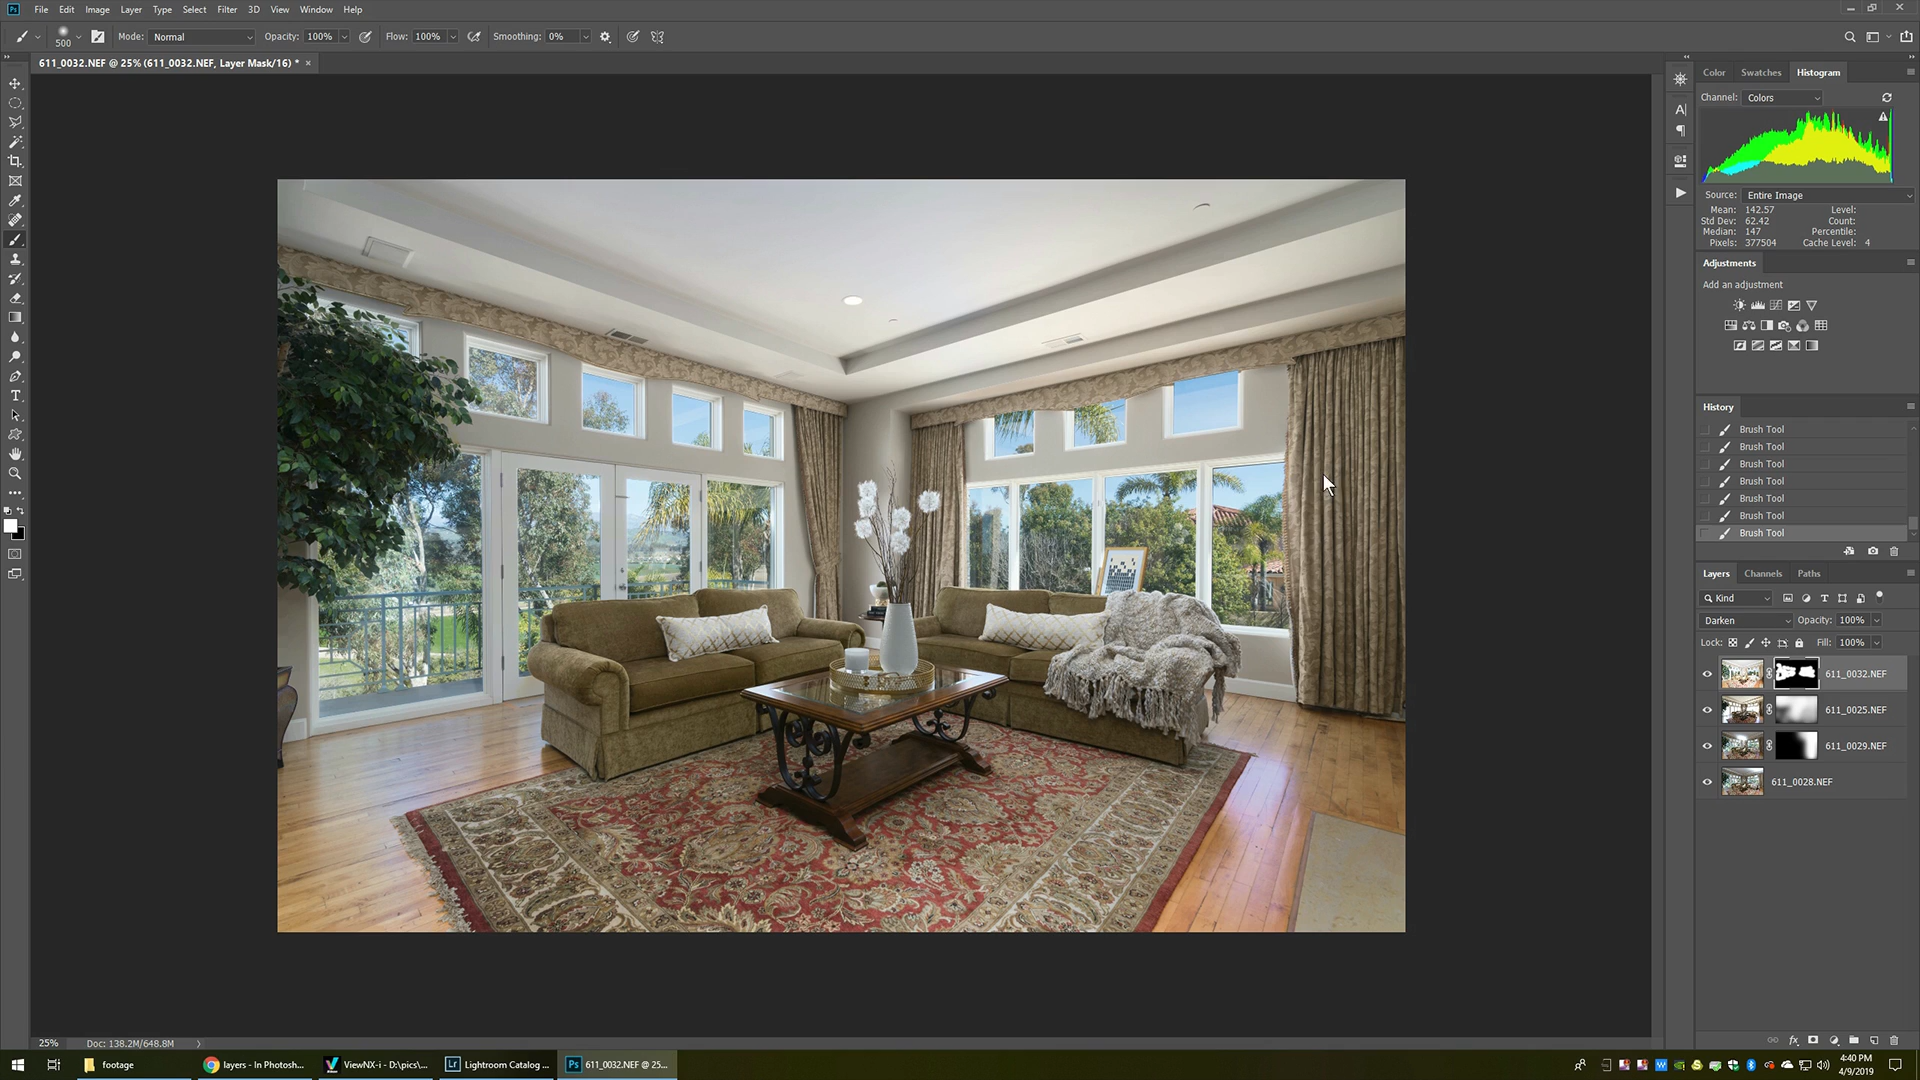 Ps File Edit Image Layer Type Select Filter 3D View Window Help
500 Mode: Normal Opacity: 100% Flow: 100% Smoothing: 0%
611_0032.NEF @ 25% (611_0032.NEF, Layer Mask/16) * ×
Color Swatches Histogram
Channel: Colors
Source: Entire Image
Mean: 142.57 Level:
Std Dev: 62.42 Count:
Median: 147 Percentile:
Pixels: 377504 Cache Level: 4
Adjustments
Add an adjustment
History
Brush Tool
Brush Tool
Brush Tool
Brush Tool
Brush Tool
Brush Tool
Brush Tool
Layers Channels Paths
Kind
Darken Opacity: 100%
Lock: Fill: 100%
611_0032.NEF
611_0025.NEF
611_0029.NEF
611_0028.NEF
25% Doc: 138.2M/648.8M
footage
layers - In Photosh...
ViewNX-i - D:\pics\...
Lightroom Catalog ...
Ps 611_0032.NEF @ 25...
4:40 PM
4/9/2019